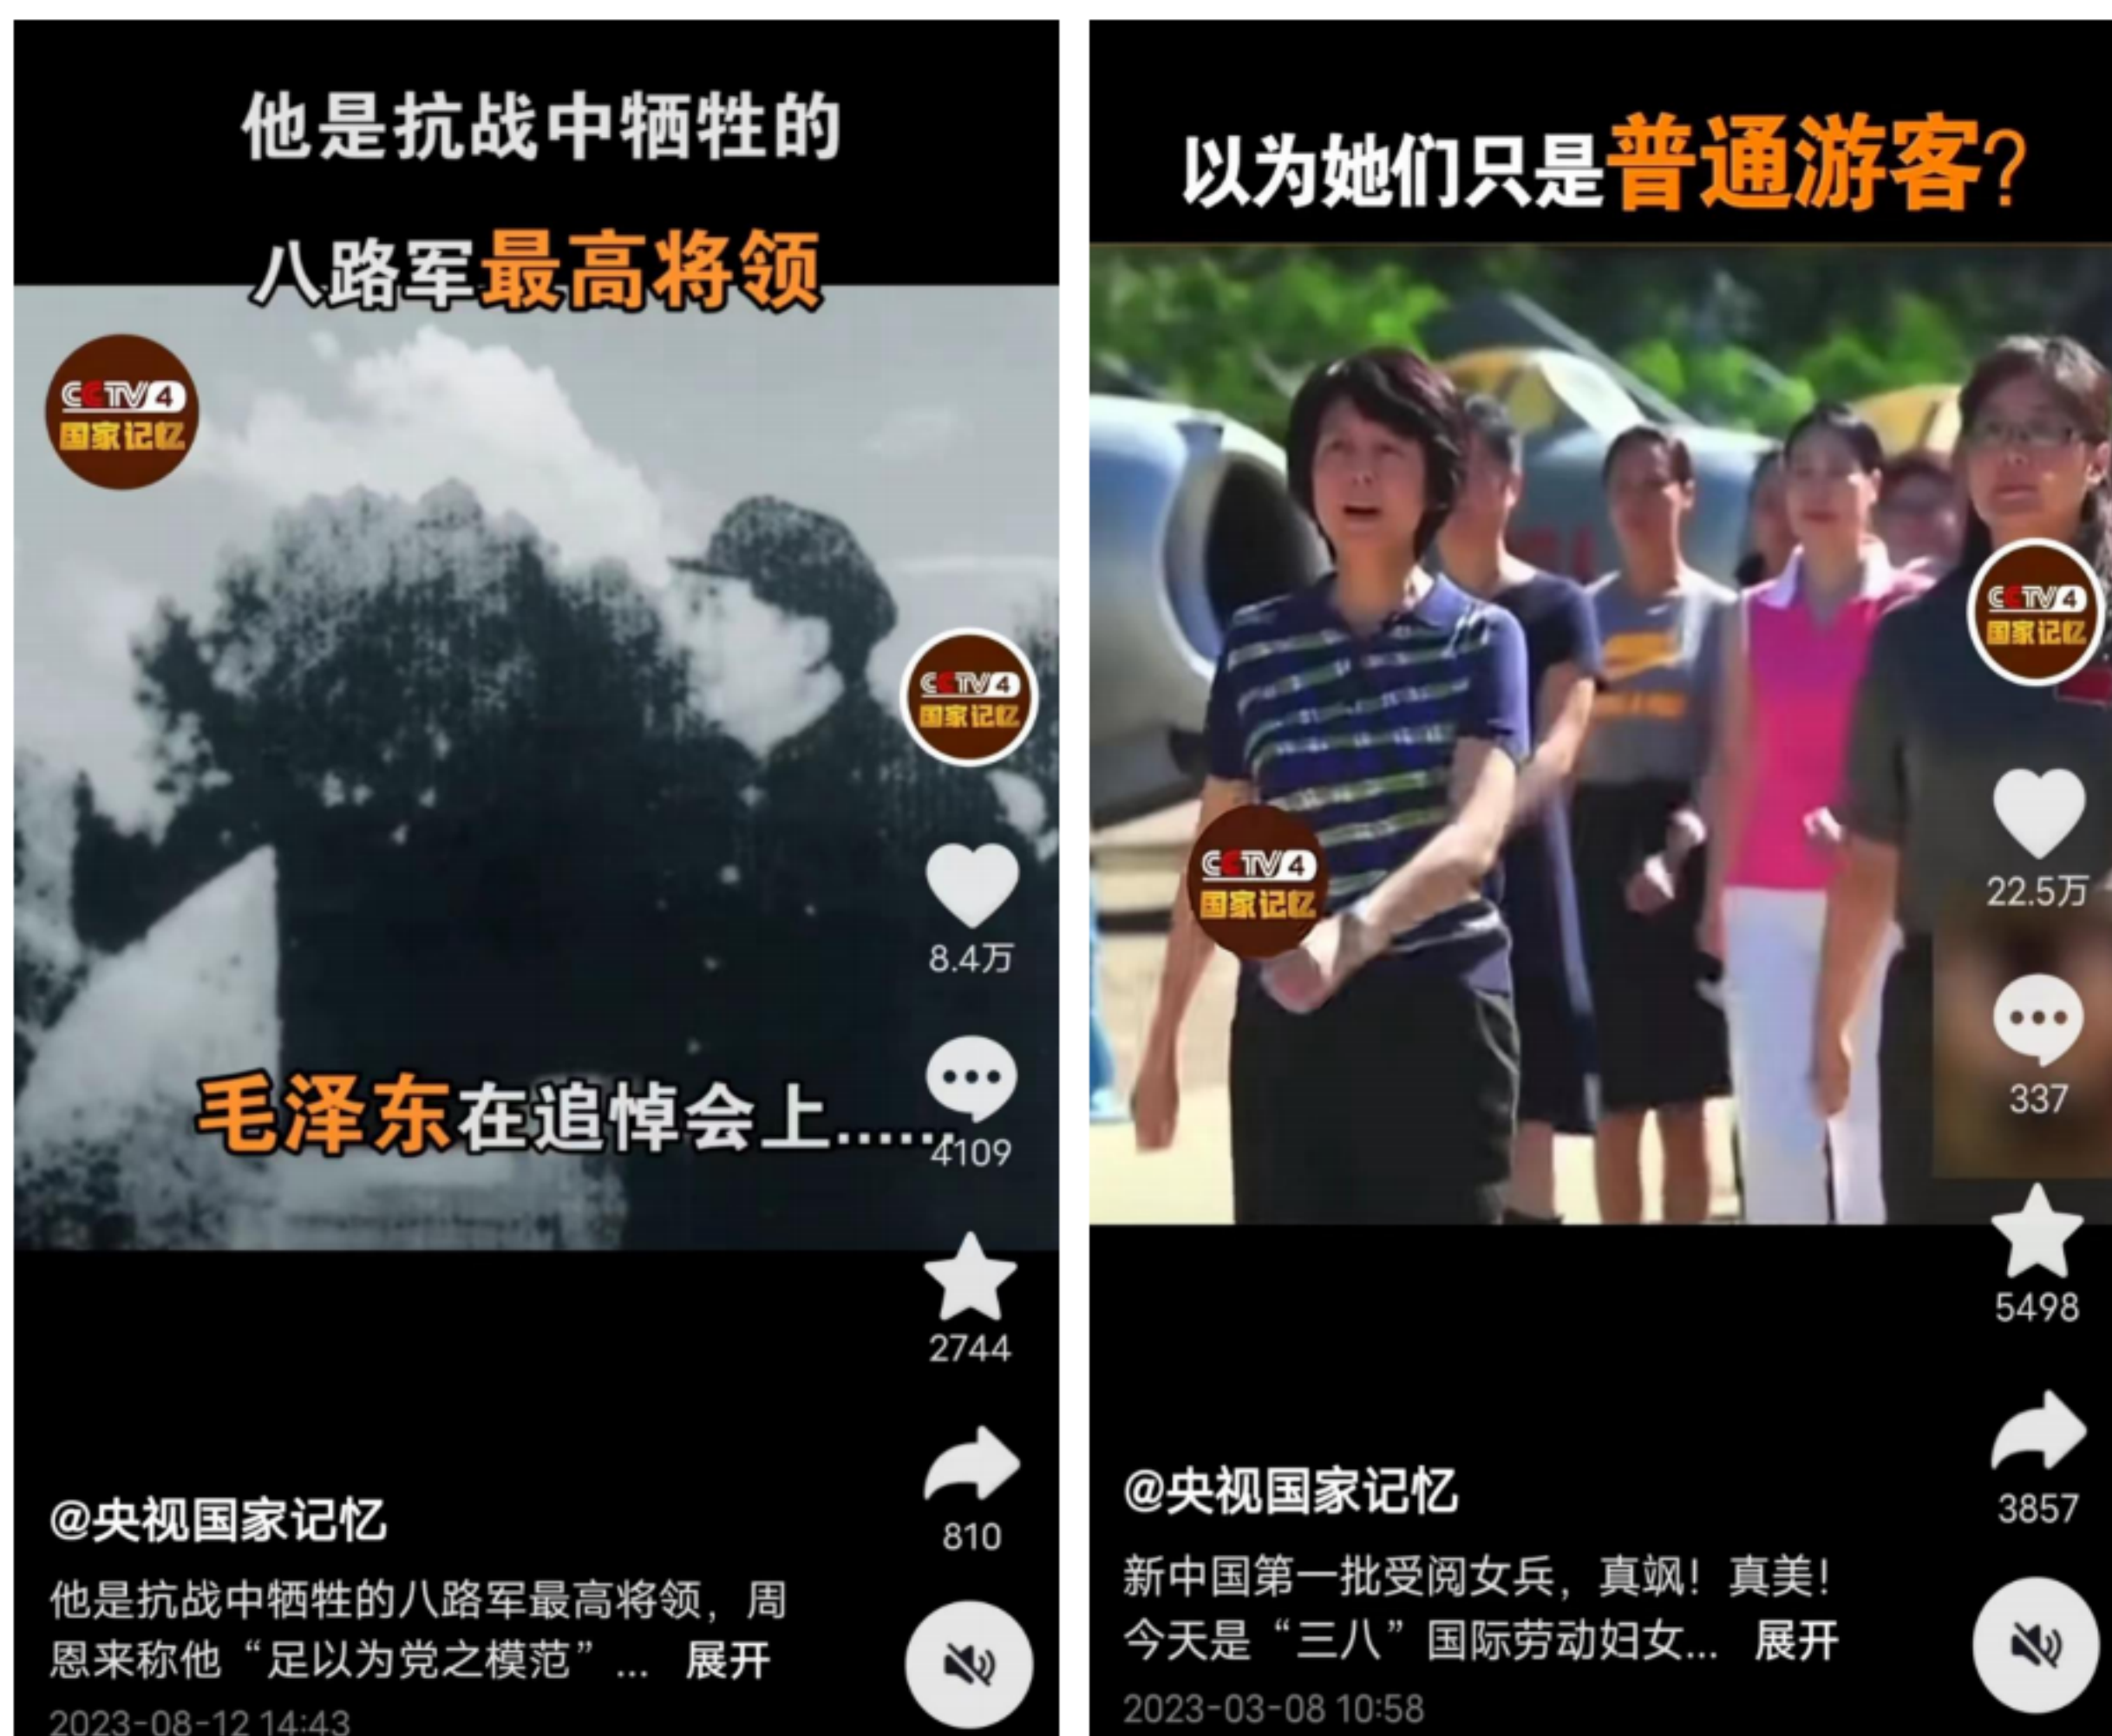 他是抗战中牺牲的
八路军最高将领
CCTV4
国家记忆
CCTV4
国家记忆
8.4万
毛泽东在追悼会上……
4109
2744
810
@央视国家记忆
他是抗战中牺牲的八路军最高将领，周
恩来称他“足以为党之模范”... 展开
2023-08-12 14:43
以为她们只是普通游客？
CCTV4
国家记忆
CCTV4
国家记忆
22.5万
337
5498
3857
@央视国家记忆
新中国第一批受阅女兵，真飒！真美！
今天是“三八”国际劳动妇女... 展开
2023-03-08 10:58